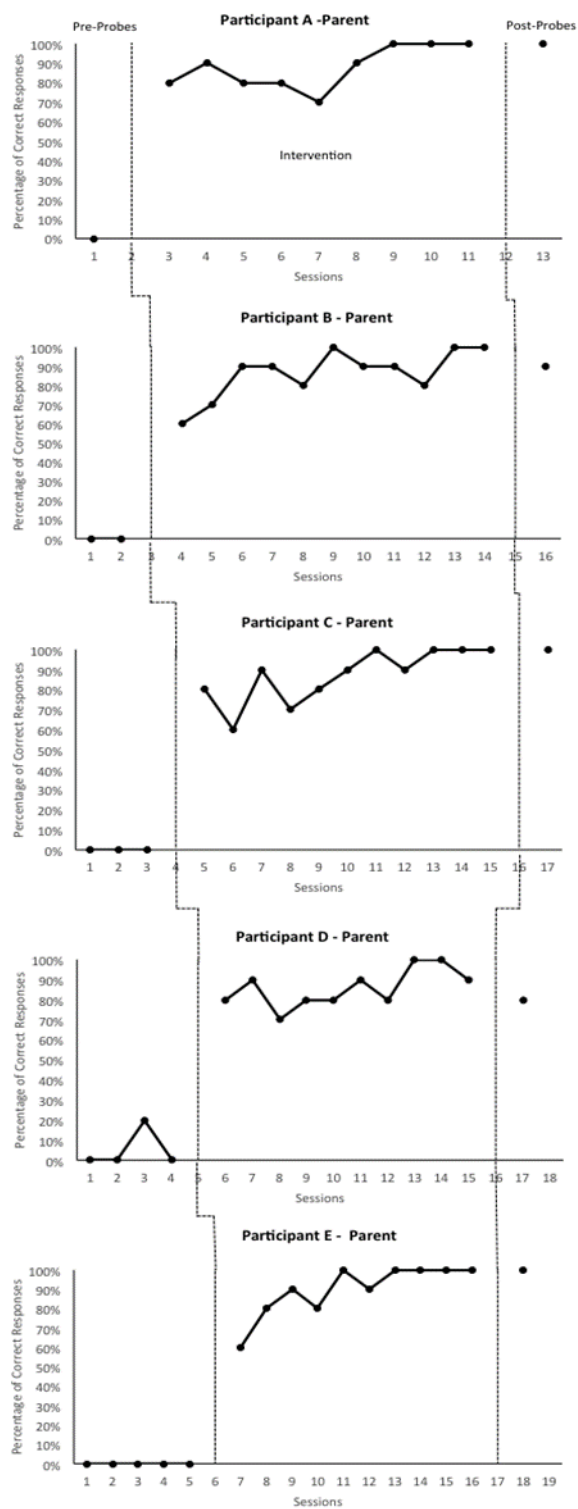 Pre-Probes
Participant A -Parent
Post-Probes
Percentage of Correct Responses
100%
90%
80%
70%
60%
50%
40%
30%
20%
10%
0%
Intervention
1 2 3 4 5 6 7 8 9 10 11 12 13
Sessions
Participant B - Parent
Percentage of Correct Responses
100%
90%
80%
70%
60%
50%
40%
30%
20%
10%
0%
1 2 3 4 5 6 7 8 9 10 11 12 13 14 15 16
Sessions
Participant C - Parent
Percentage of Correct Responses
100%
90%
80%
70%
60%
50%
40%
30%
20%
10%
0%
1 2 3 4 5 6 7 8 9 10 11 12 13 14 15 16 17
Sessions
Participant D - Parent
Percentage of Correct Responses
100%
90%
80%
70%
60%
50%
40%
30%
20%
10%
0%
1 2 3 4 5 6 7 8 9 10 11 12 13 14 15 16 17 18
Sessions
Participant E - Parent
Percentage of Correct Responses
100%
90%
80%
70%
60%
50%
40%
30%
20%
10%
0%
1 2 3 4 5 6 7 8 9 10 11 12 13 14 15 16 17 18 19
Sessions